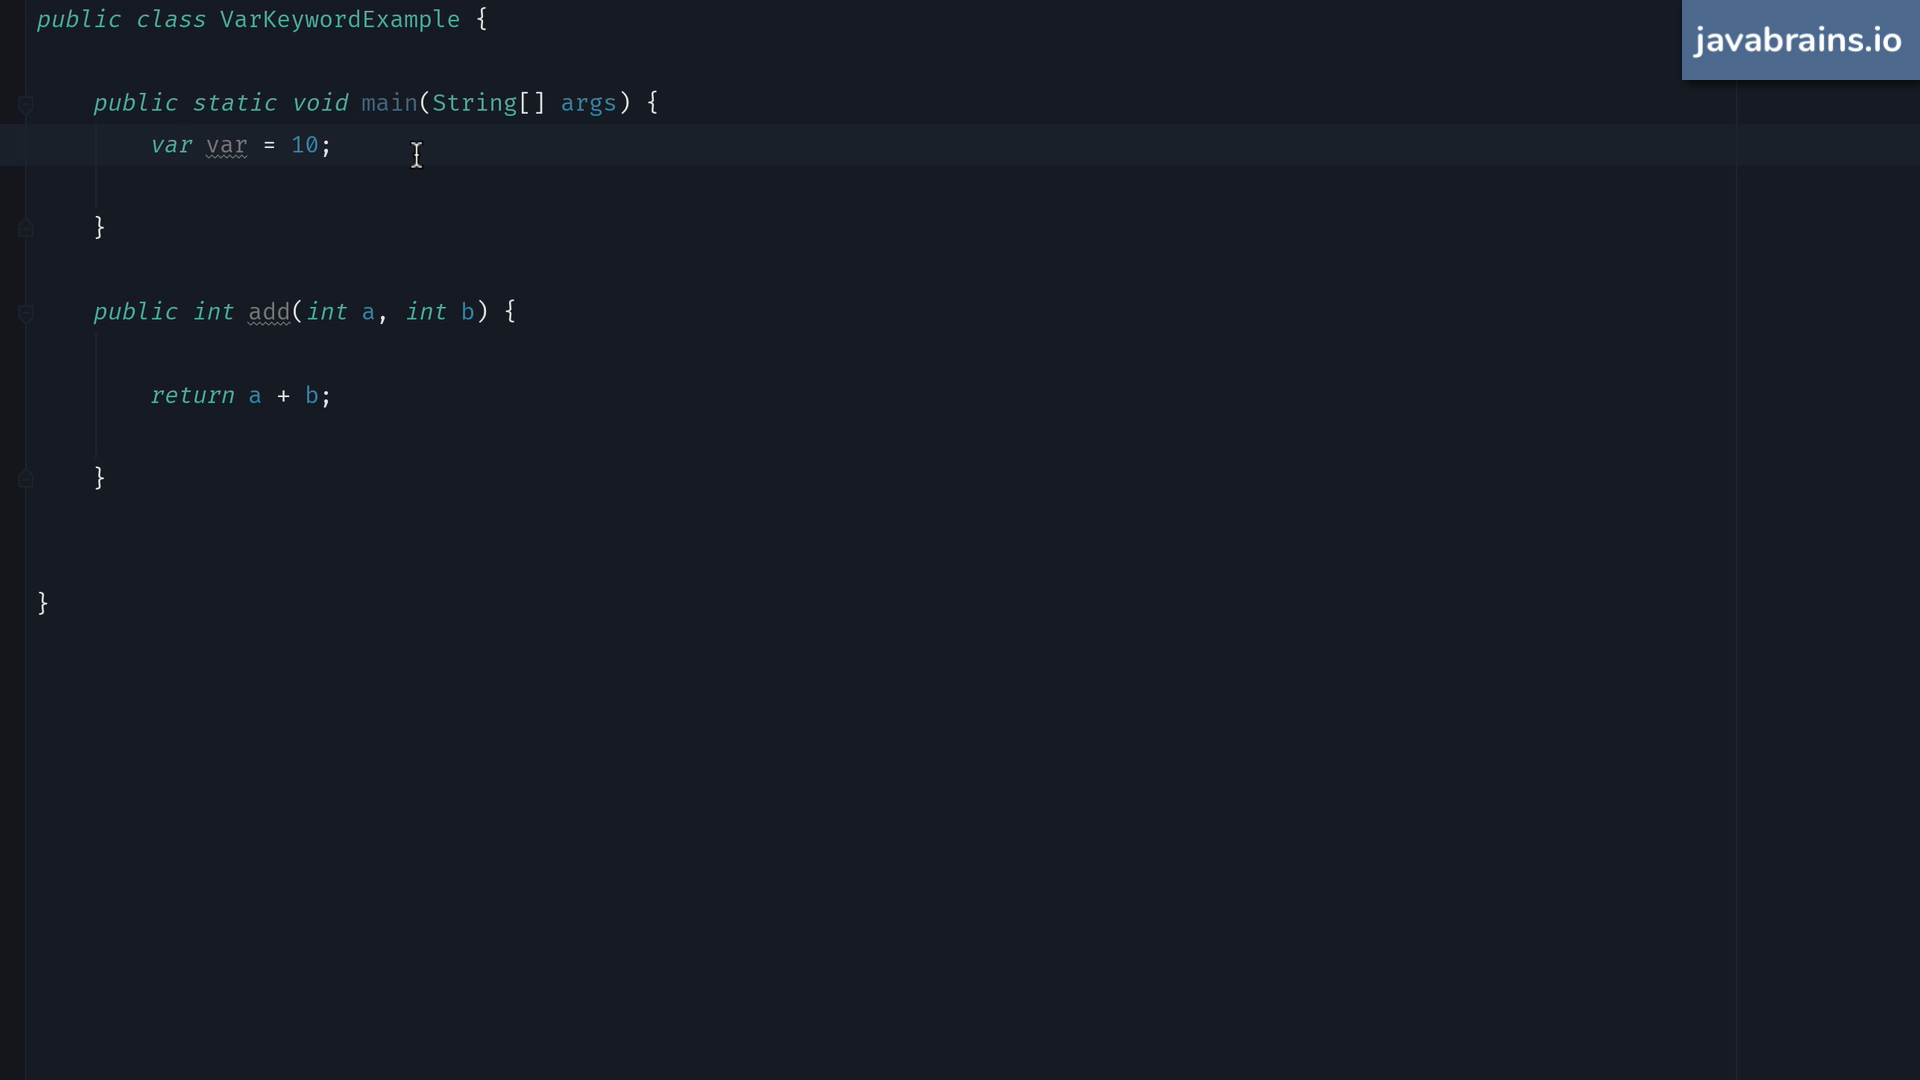 public class VarKeywordExample {
javabrains.io
public static void main(String[] args) {
var var = 10;
}
public int add(int a, int b) {
return a + b;
}
}